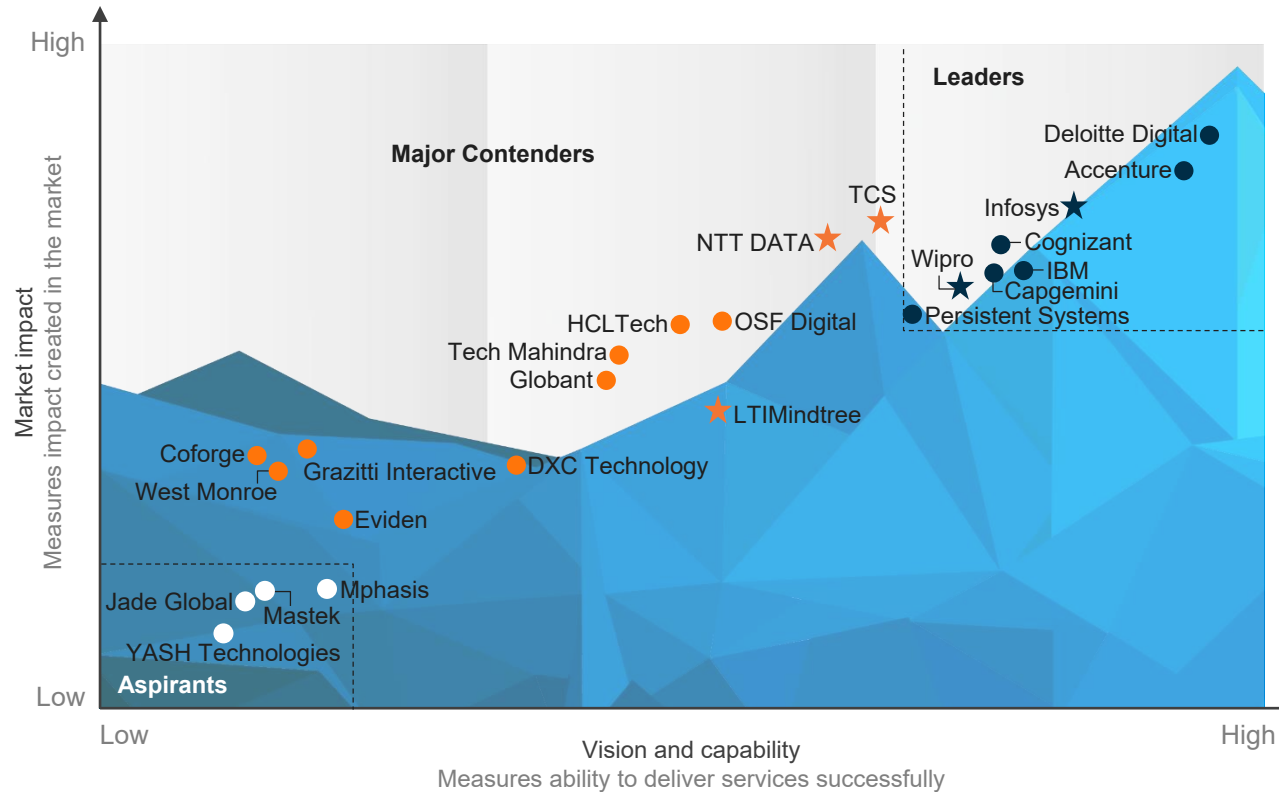 High
Leaders
Deloitte Digital
Major Contenders
Accenture
TCS
Infosys
NTT DATA
Cognizant
Wipro
IBM
Capgemini
Persistent Systems
HCLTech
OSF Digital
Tech Mahindra
Globant
LTIMindtree
Coforge
Grazitti Interactive
DXC Technology
West Monroe
Eviden
Mphasis
Jade Global
Mastek
YASH Technologies
Aspirants
Market impact
Measures impact created in the market
Low
Low
High
Vision and capability
Measures ability to deliver services successfully